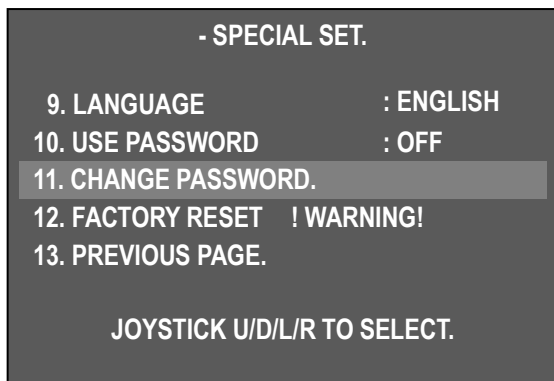 - SPECIAL SET.
9. LANGUAGE : ENGLISH
10. USE PASSWORD : OFF
11. CHANGE PASSWORD.
12. FACTORY RESET ! WARNING!
13. PREVIOUS PAGE.
JOYSTICK U/D/L/R TO SELECT.